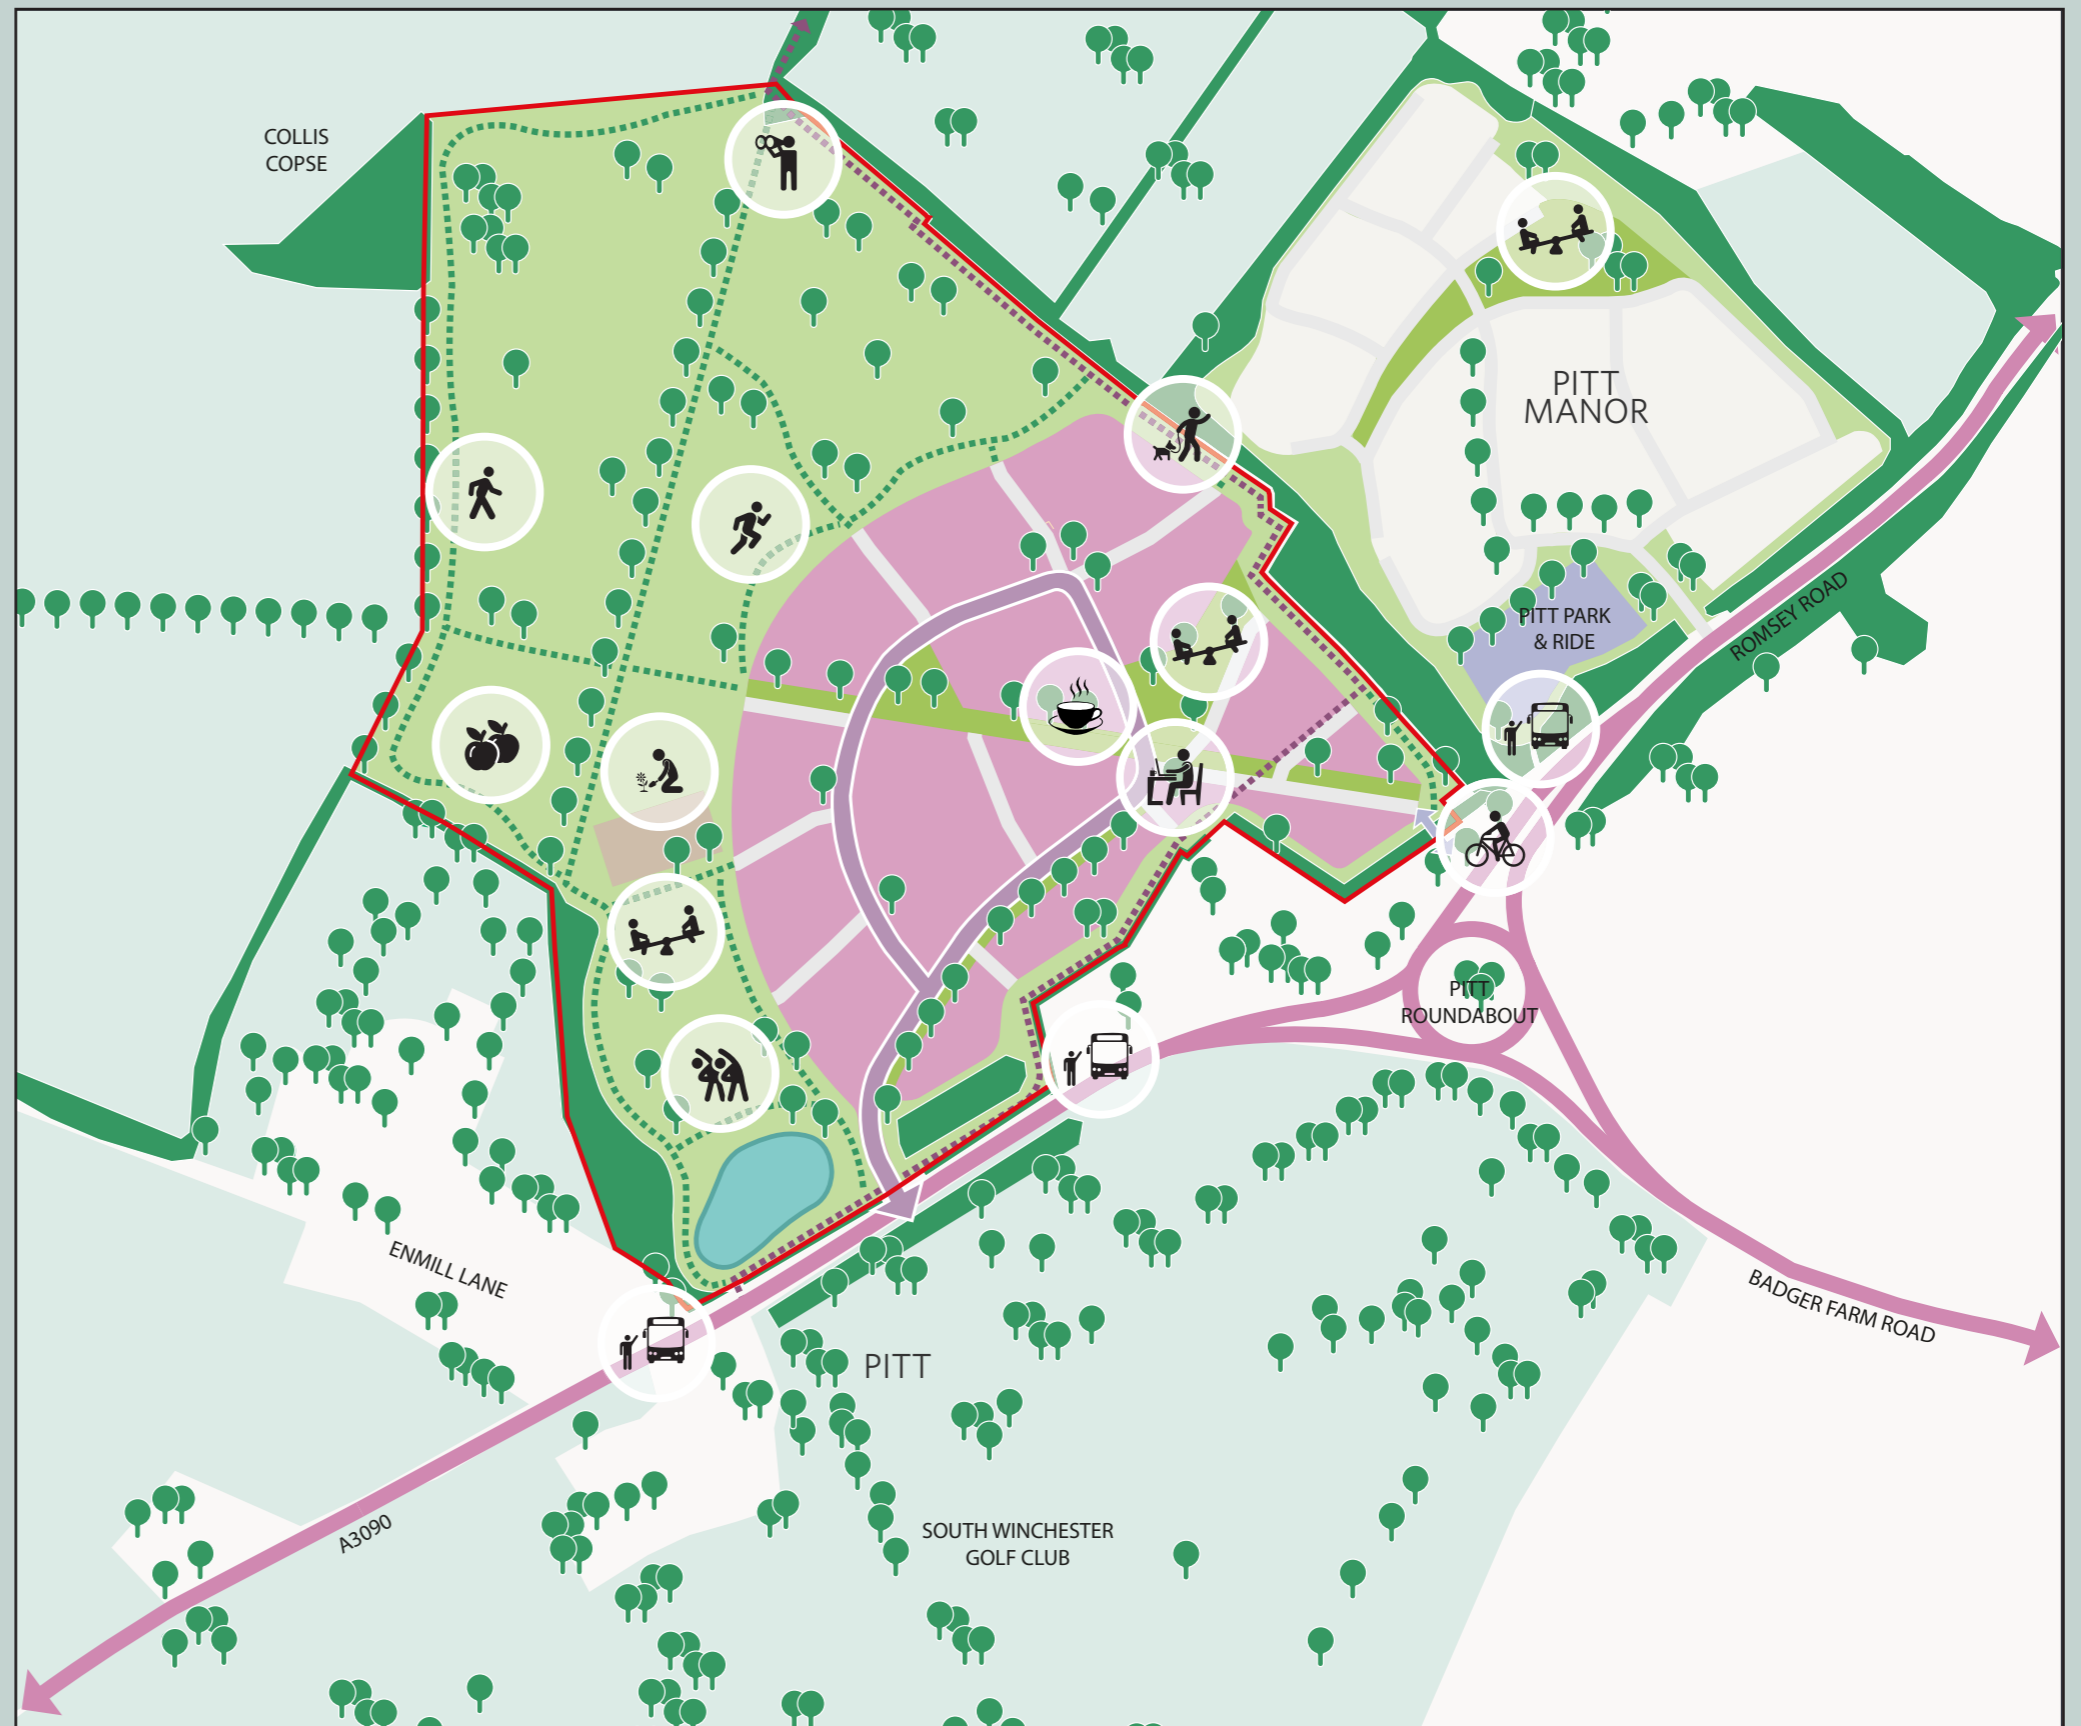 COLLIS
COPSE
PITT
MANOR
PITT PARK
& RIDE
ROMSEY ROAD
PITT
ROUNDABOUT
ENMILL LANE
BADGER FARM ROAD
PITT
A3090
SOUTH WINCHESTER
GOLF CLUB